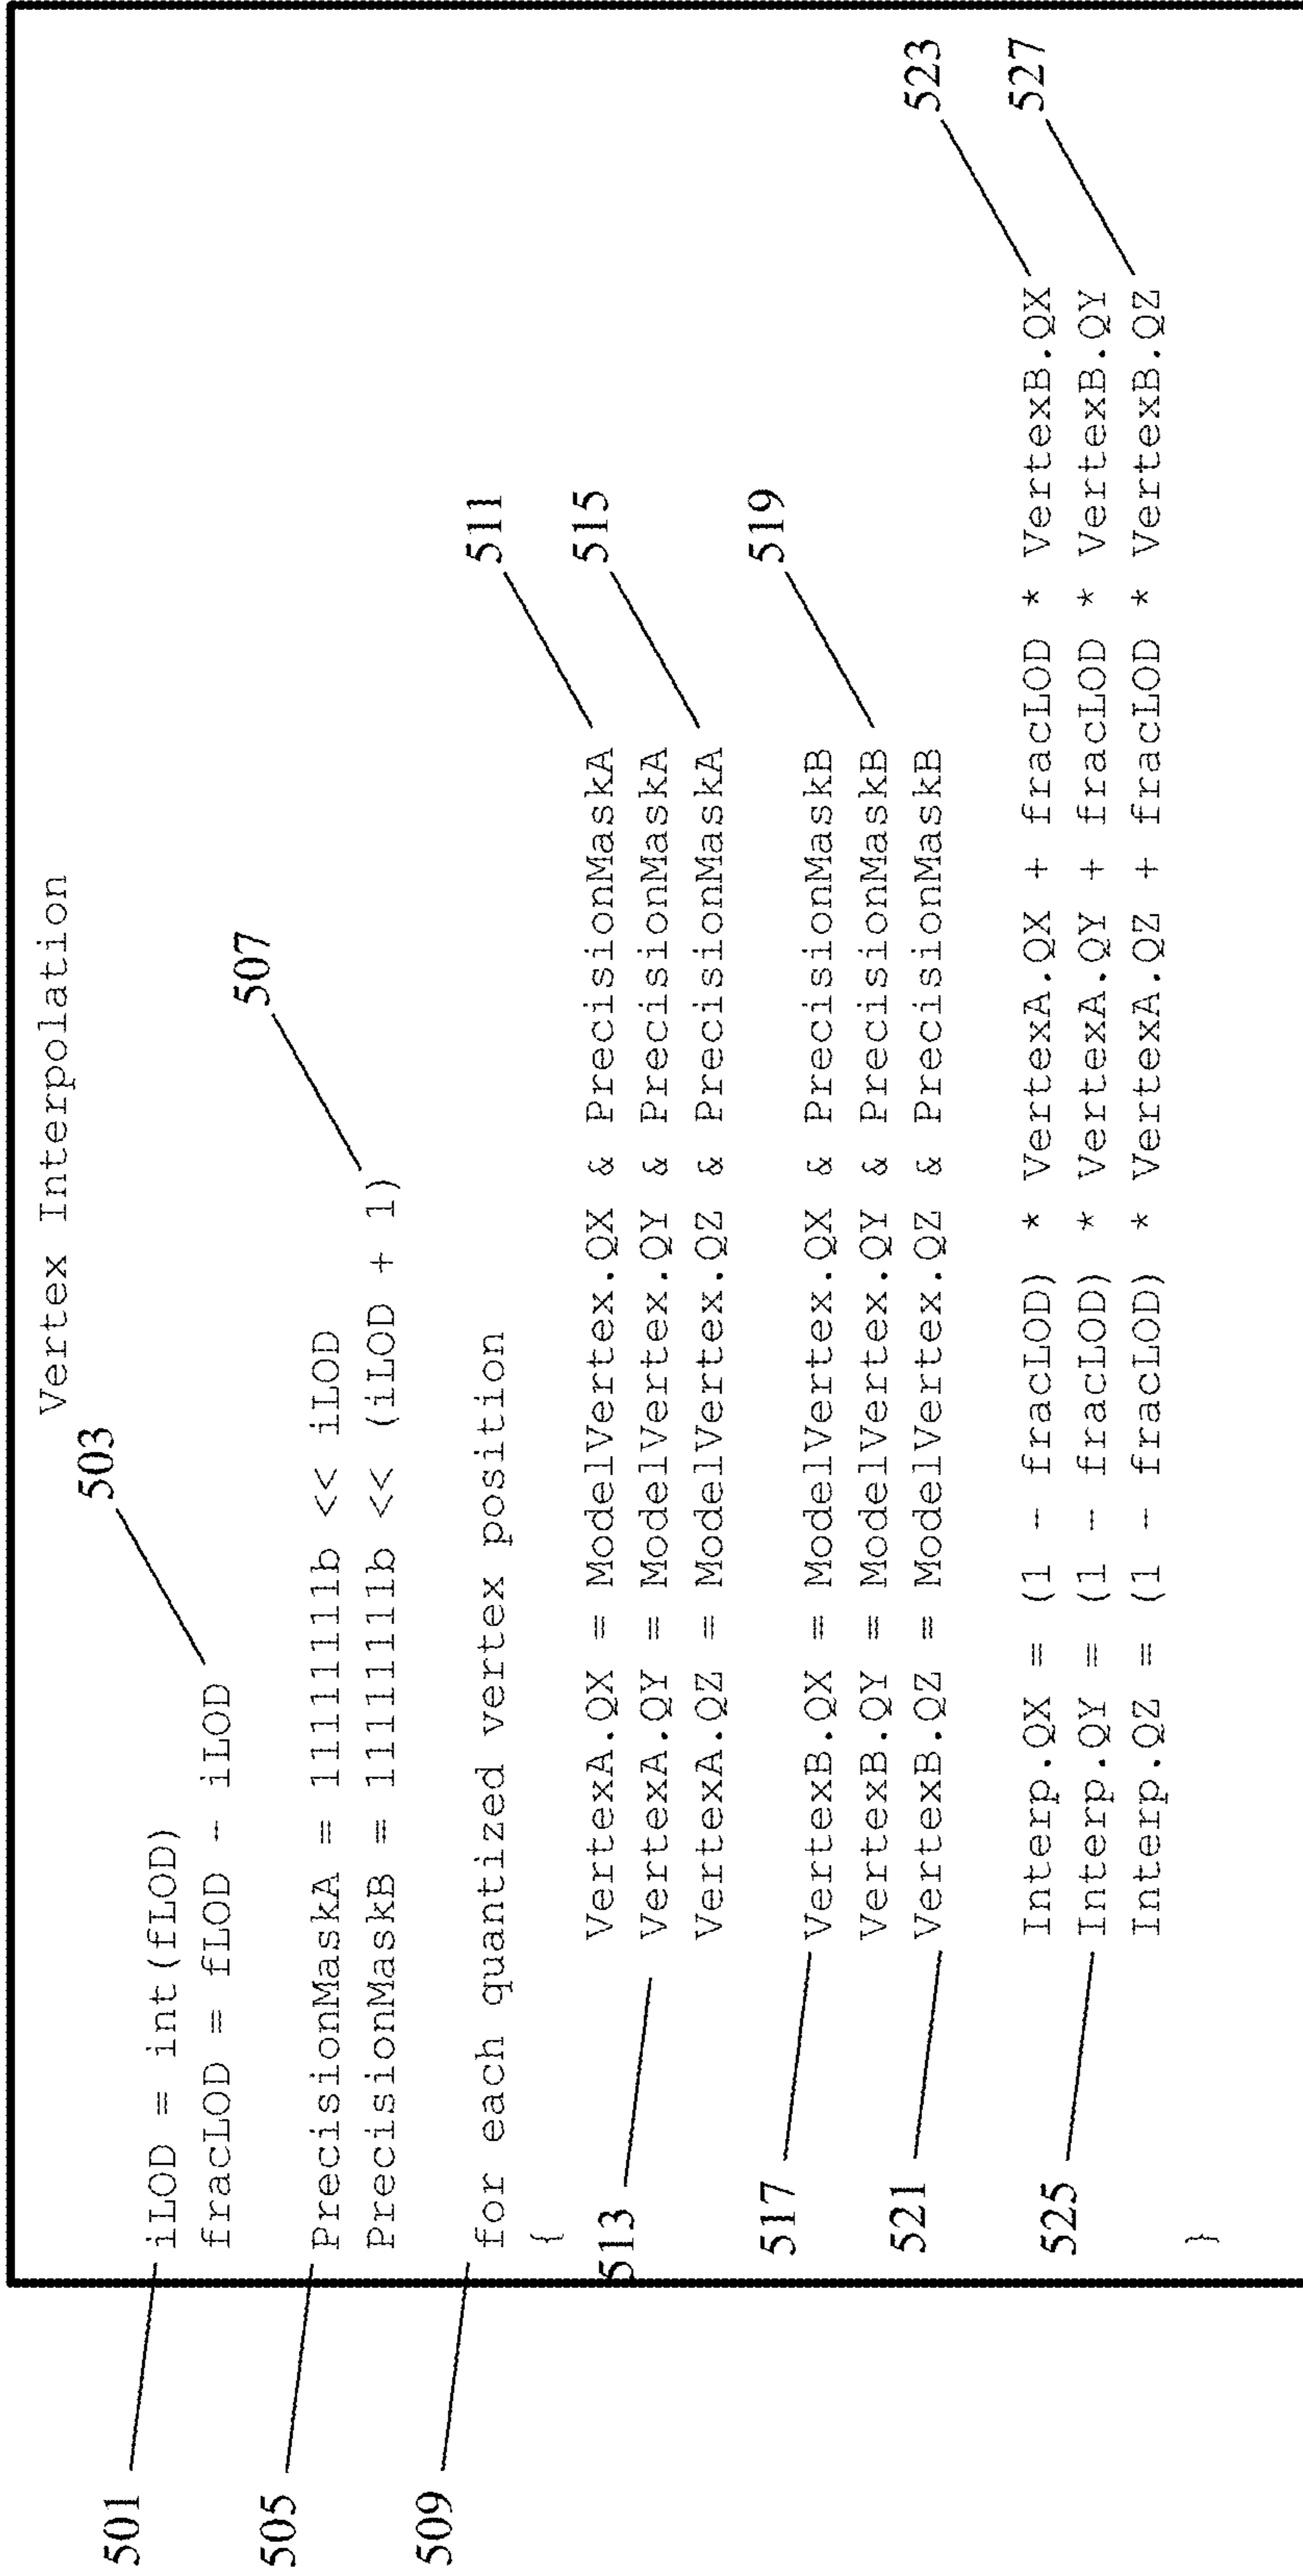 Vertex Interpolation
501
iLOD = int(fLOD)
503
fracLOD = fLOD - iLOD
505
PrecisionMaskA = 11111111b << iLOD
507
PrecisionMaskB = 11111111b << (iLOD + 1)
509
for each quantized vertex position
{
511
VertexA.QX = ModelVertex.QX & PrecisionMaskA
513
VertexA.QY = ModelVertex.QY & PrecisionMaskA
515
VertexA.QZ = ModelVertex.QZ & PrecisionMaskA
517
VertexB.QX = ModelVertex.QX & PrecisionMaskB
519
VertexB.QY = ModelVertex.QY & PrecisionMaskB
521
VertexB.QZ = ModelVertex.QZ & PrecisionMaskB
523
Interp.QX = (1 - fracLOD) * VertexA.QX + fracLOD * VertexB.QX
525
Interp.QY = (1 - fracLOD) * VertexA.QY + fracLOD * VertexB.QY
527
Interp.QZ = (1 - fracLOD) * VertexA.QZ + fracLOD * VertexB.QZ
}